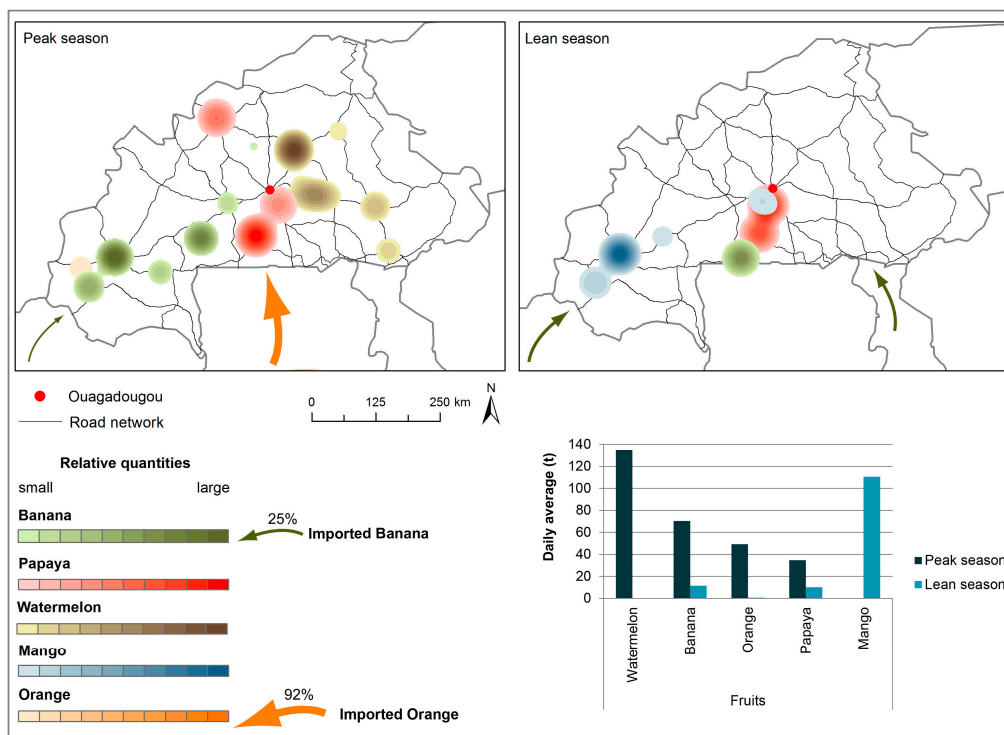 Peak season
Lean season
Ouagadougou
Road network
0 125 250 km
N
Relative quantities
small large
Banana
25%
Imported Banana
Papaya
Watermelon
Mango
Orange
92%
Imported Orange
Daily average (t)
140
120
100
80
60
40
20
0
Watermelon
Banana
Orange
Papaya
Mango
Fruits
Peak season
Lean season